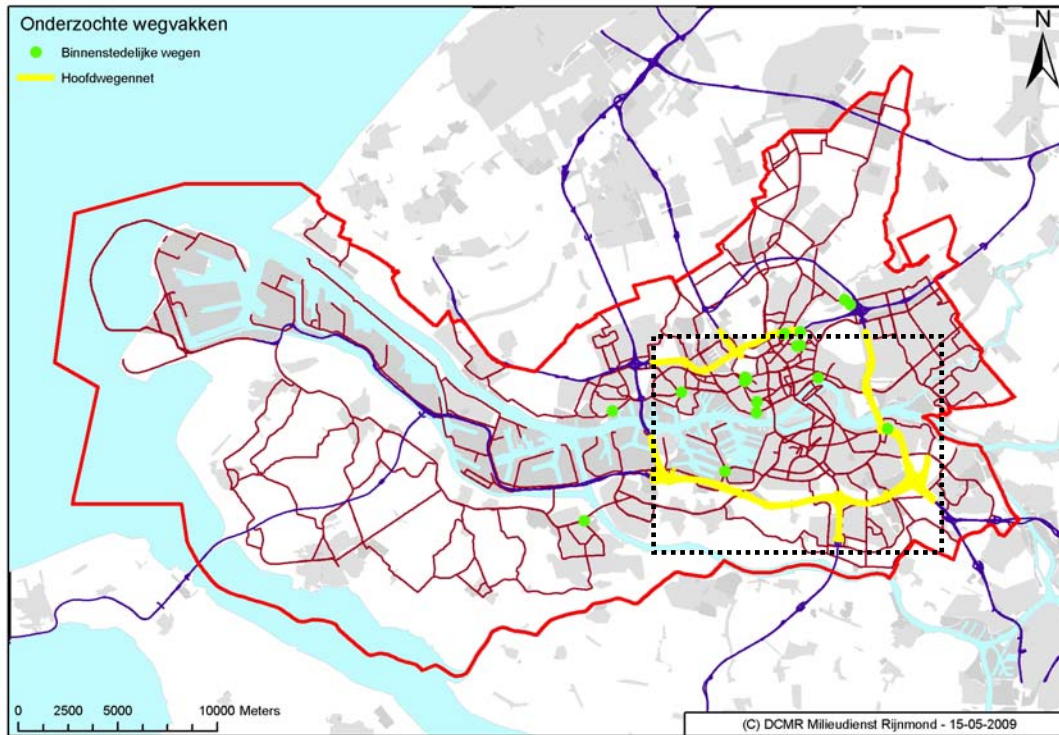 Onderzochte wegvakken
Binnenstedelijke wegen
Hoofdwegennet
N
0 2500 5000 10000 Meters
(C) DCMR Milieudienst Rijnmond - 15-05-2009